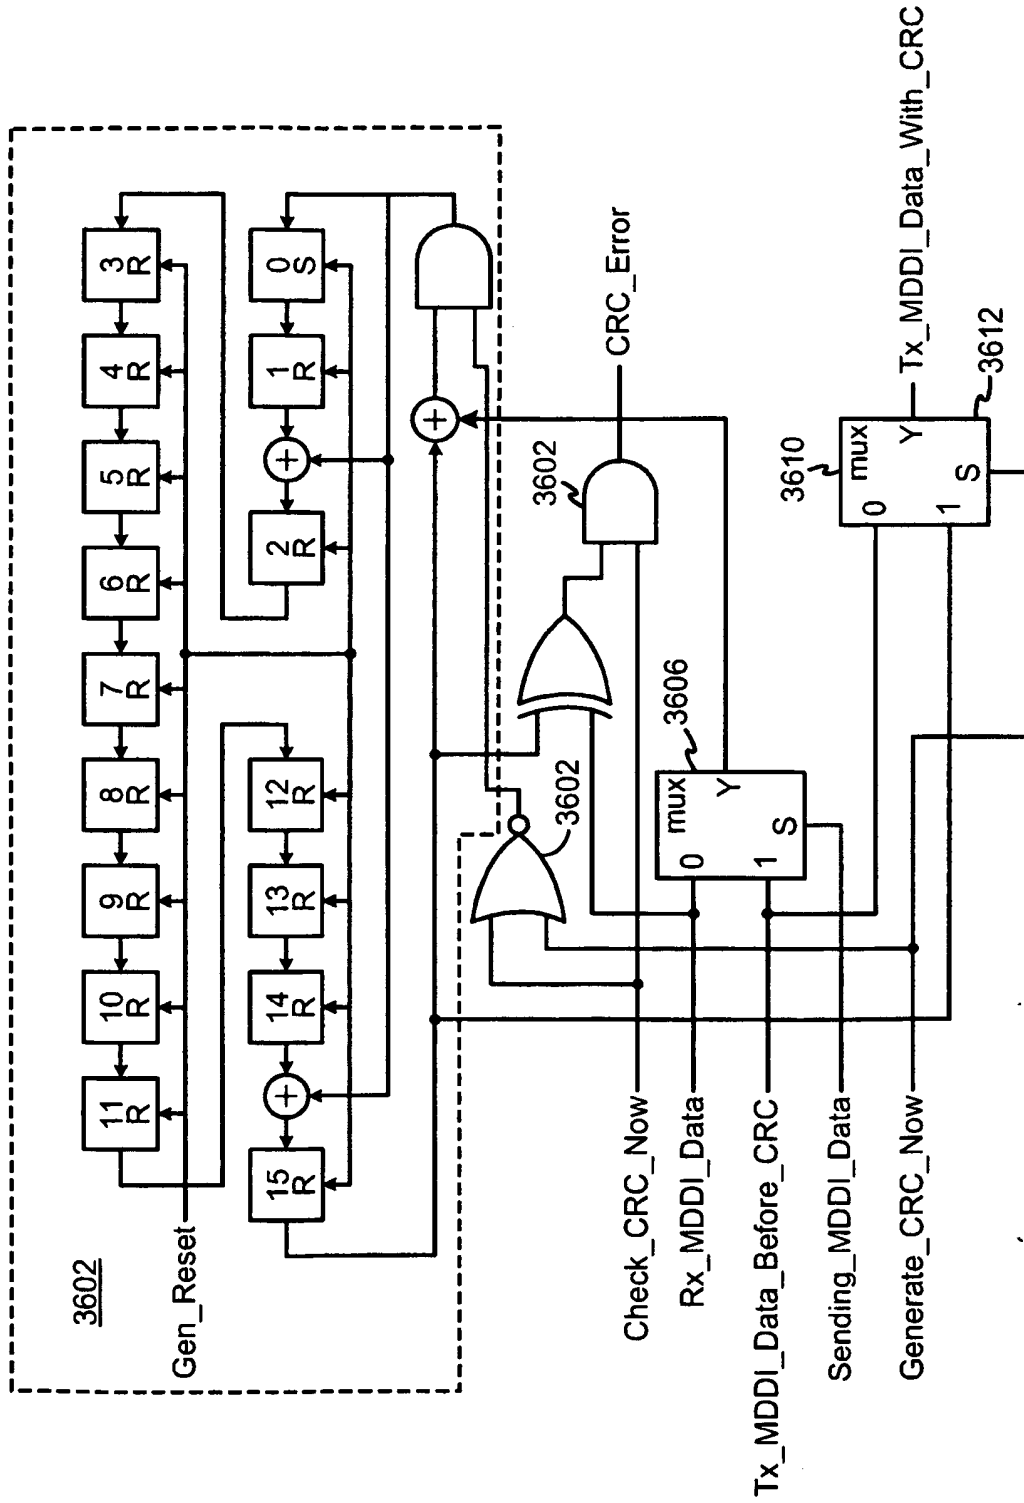 3602
Gen_Reset
11 R
10 R
9 R
8 R
7 R
6 R
5 R
4 R
3 R
15 R
14 R
13 R
12 R
2 R
1 R
0 S
3602
3602
CRC_Error
Check_CRC_Now
Rx_MDDI_Data
Tx_MDDI_Data_Before_CRC
Sending_MDDI_Data
Generate_CRC_Now
3606
mux
0
1
Y
S
3610
mux
0
1
Y
S
3612
Tx_MDDI_Data_With_CRC